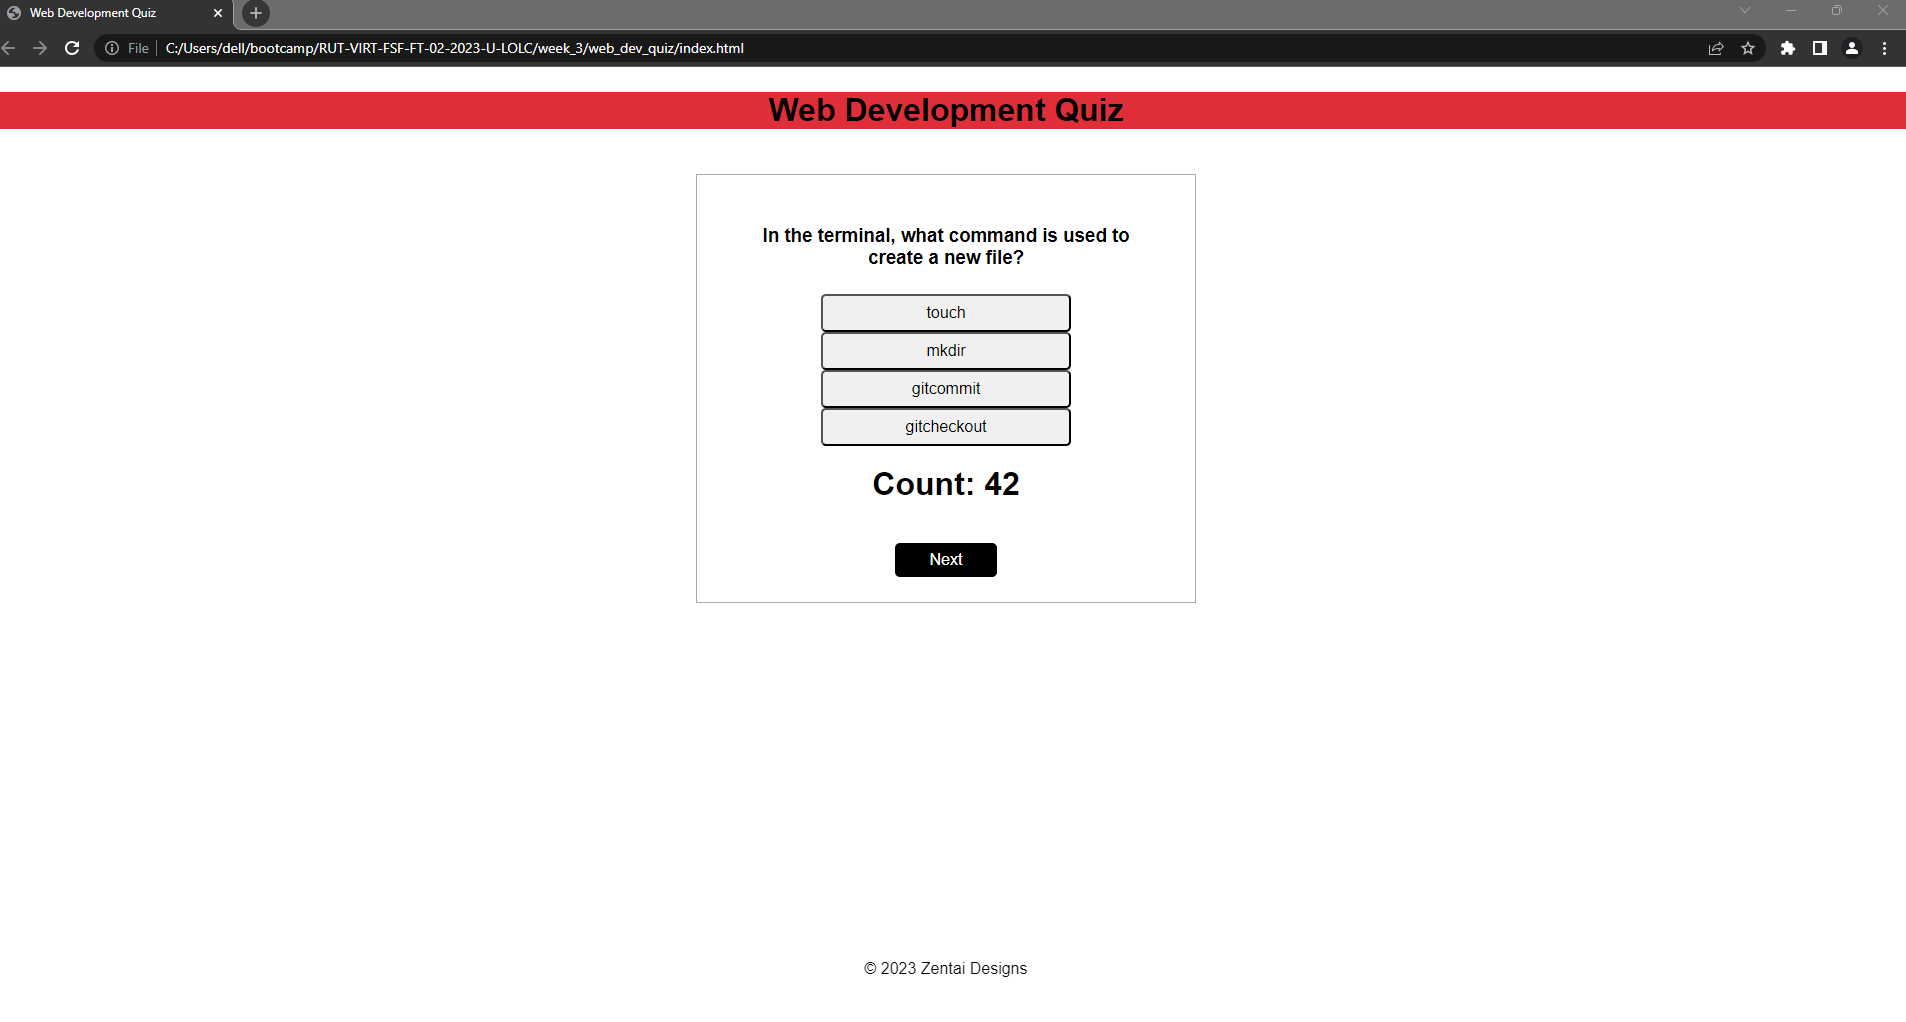 Web Development Quiz
File
C:/Users/dell/bootcamp/RUT-VIRT-FSF-FT-02-2023-U-LOLC/week_3/web_dev_quiz/index.html
Web Development Quiz
In the terminal, what command is used to
create a new file?
touch
mkdir
gitcommit
gitcheckout
Count: 42
Next
© 2023 Zentai Designs